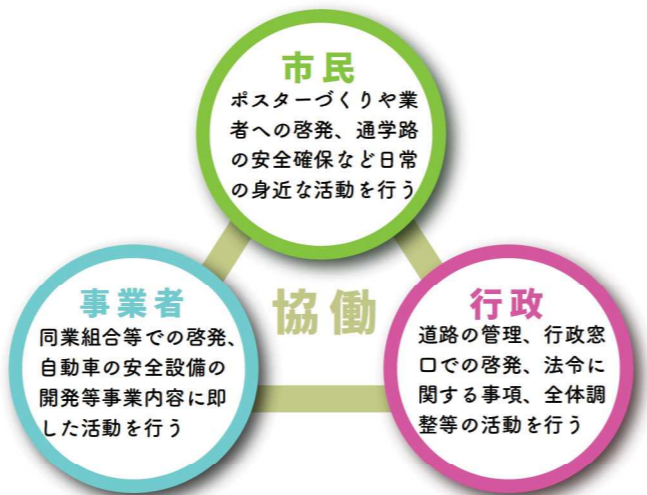 市民
ポスターづくりや業
者への啓発、通学路
の安全確保など日常
の身近な活動を行う
協働
事業者
同業組合等での啓発、
自動車の安全設備の
開発等事業内容に即
した活動を行う
行政
道路の管理、行政窓
口での啓発、法令に
関する事項、全体調
整等の活動を行う